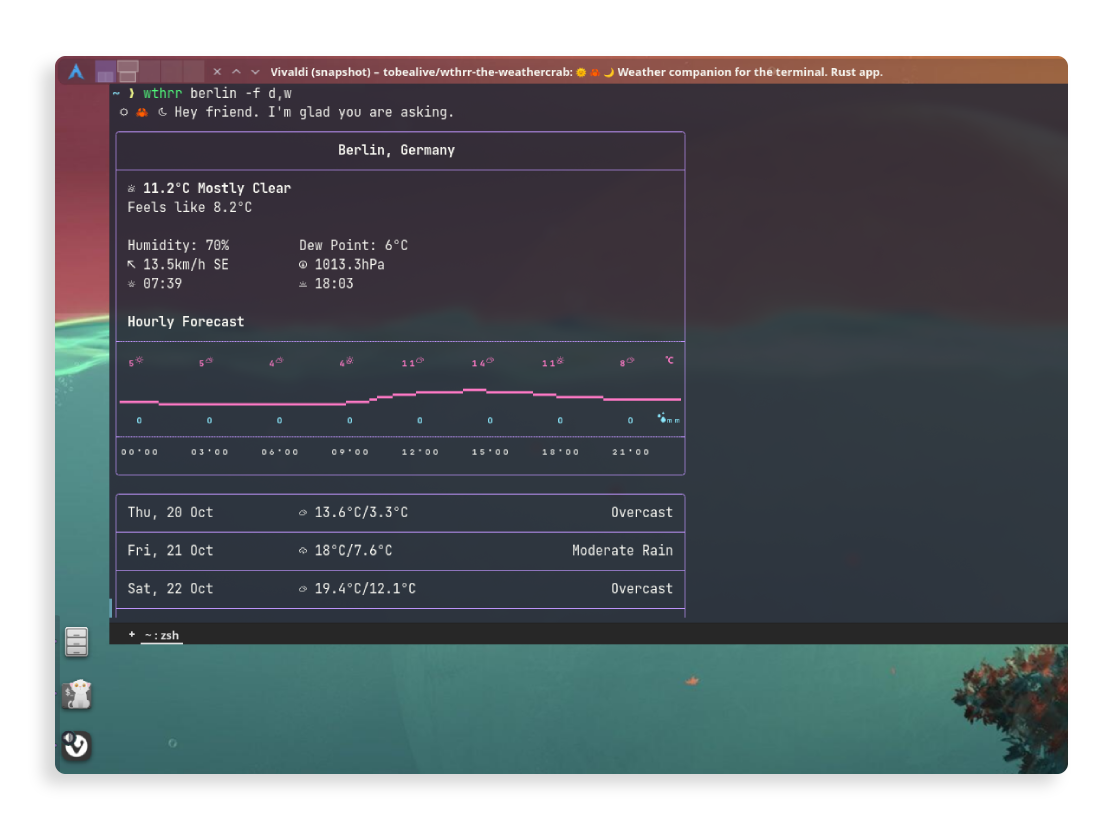 Vivaldi (snapshot) – tobealive/wthrr-the-weathercrab: 🌞 🦀 🌙 Weather companion for the terminal. Rust app.
~ ❯ wthrr berlin -f d,w
Hey friend. I'm glad you are asking.
Berlin, Germany
11.2°C Mostly Clear
Feels like 8.2°C
Humidity: 70% Dew Point: 6°C
↖ 13.5km/h SE 1013.3hPa
07:39 18:03
Hourly Forecast
5 5 4 4 11 14 11 8 °C
0 0 0 0 0 0 0 0 mm
00:00 03:00 06:00 09:00 12:00 15:00 18:00 21:00
Thu, 20 Oct 13.6°C/3.3°C Overcast
Fri, 21 Oct 18°C/7.6°C Moderate Rain
Sat, 22 Oct 19.4°C/12.1°C Overcast
+ ~ : zsh